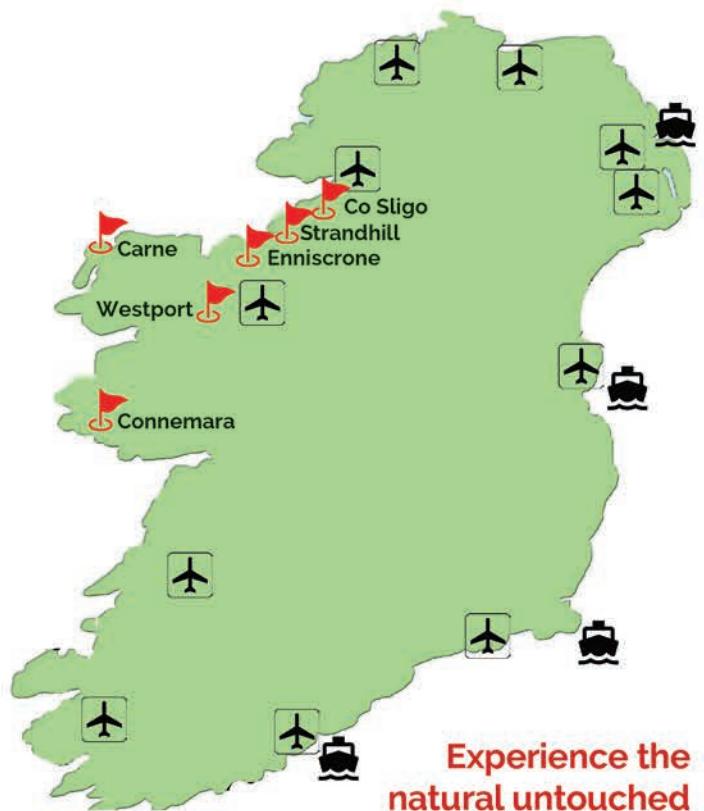 Co Sligo
Strandhill
Carne
Enniscrone
Westport
Connemara
Experience the
natural untouched